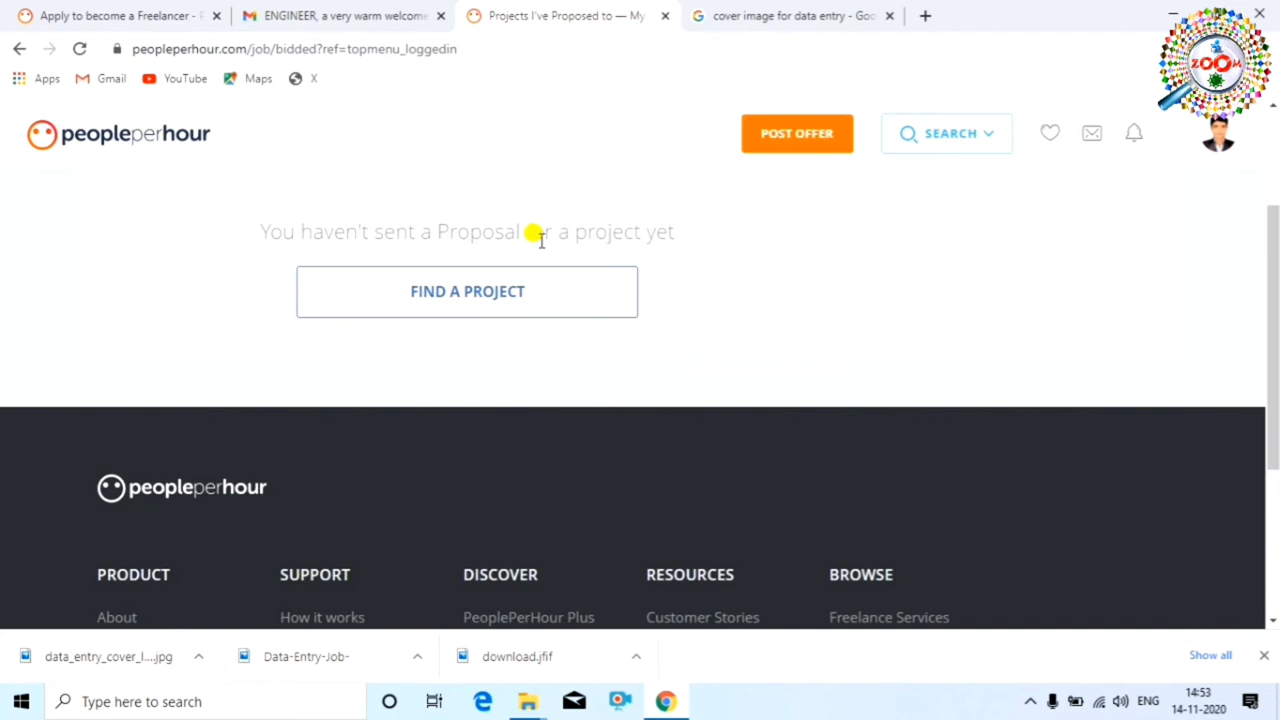 Apply to become a Freelancer - P
ENGINEER, a very warm welcome
Projects I've Proposed to — My
cover image for data entry - Goo
peopleperhour.com/job/bidded?ref=topmenu_loggedin
Apps
Gmail
YouTube
Maps
X
ZOOM
peopleperhour
POST OFFER
SEARCH
You haven't sent a Proposal a project yet
FIND A PROJECT
peopleperhour
PRODUCT
SUPPORT
DISCOVER
RESOURCES
BROWSE
About
How it works
PeoplePerHour Plus
Customer Stories
Freelance Services
data_entry_cover_l....jpg
Data-Entry-Job-
download.jfif
Show all
Type here to search
ENG
14:53
14-11-2020